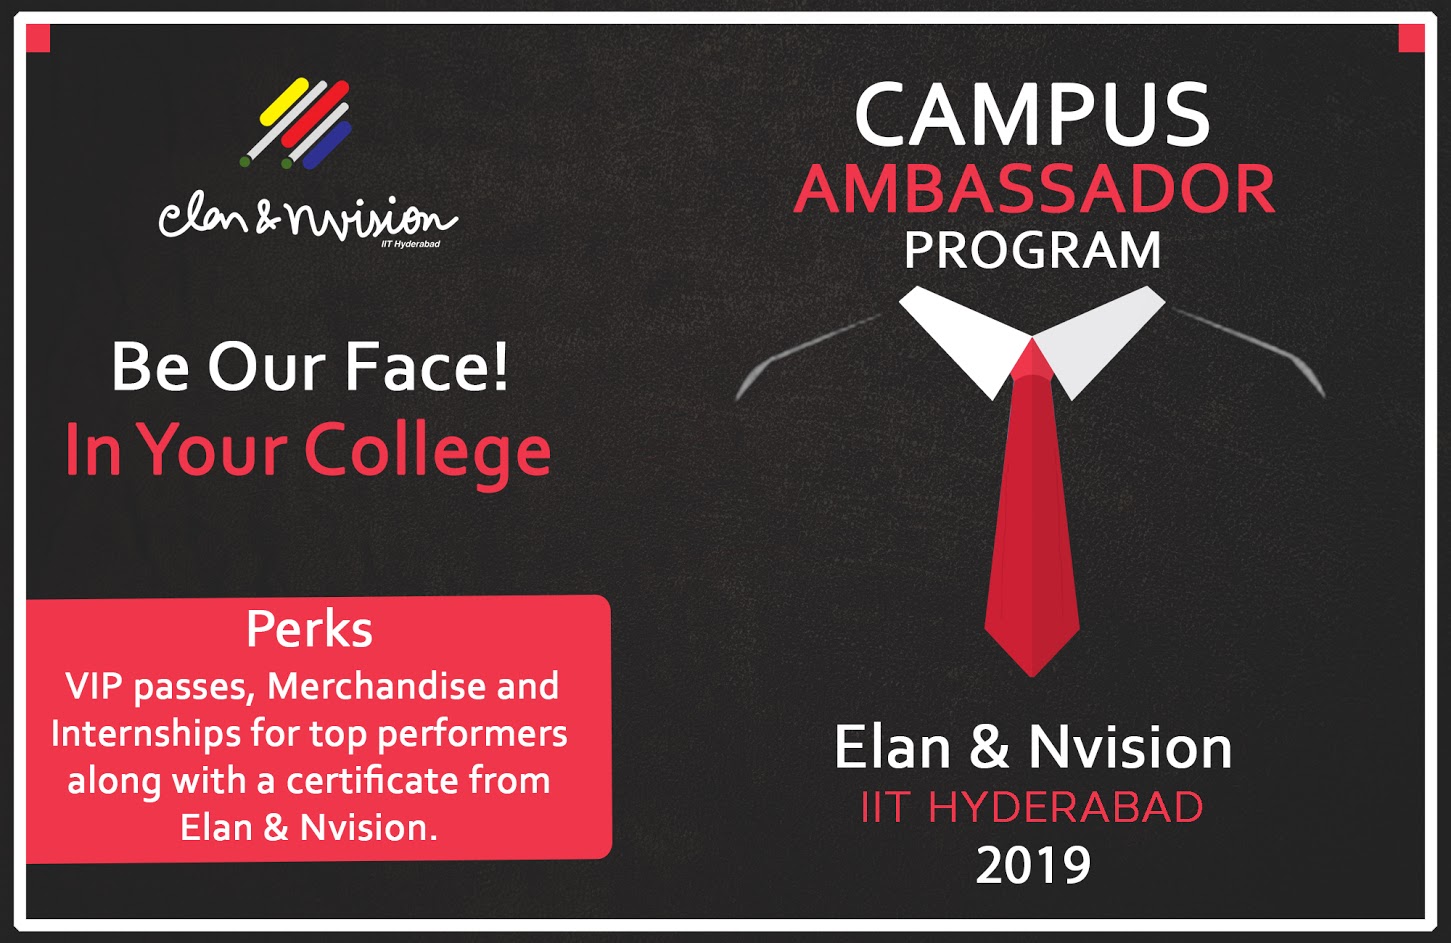 elan & nvision
IIT Hyderabad
Be Our Face!
In Your College
Perks
VIP passes, Merchandise and
Internships for top performers
along with a certificate from
Elan & Nvision.
CAMPUS
AMBASSADOR
PROGRAM
Elan & Nvision
IIT HYDERABAD
2019